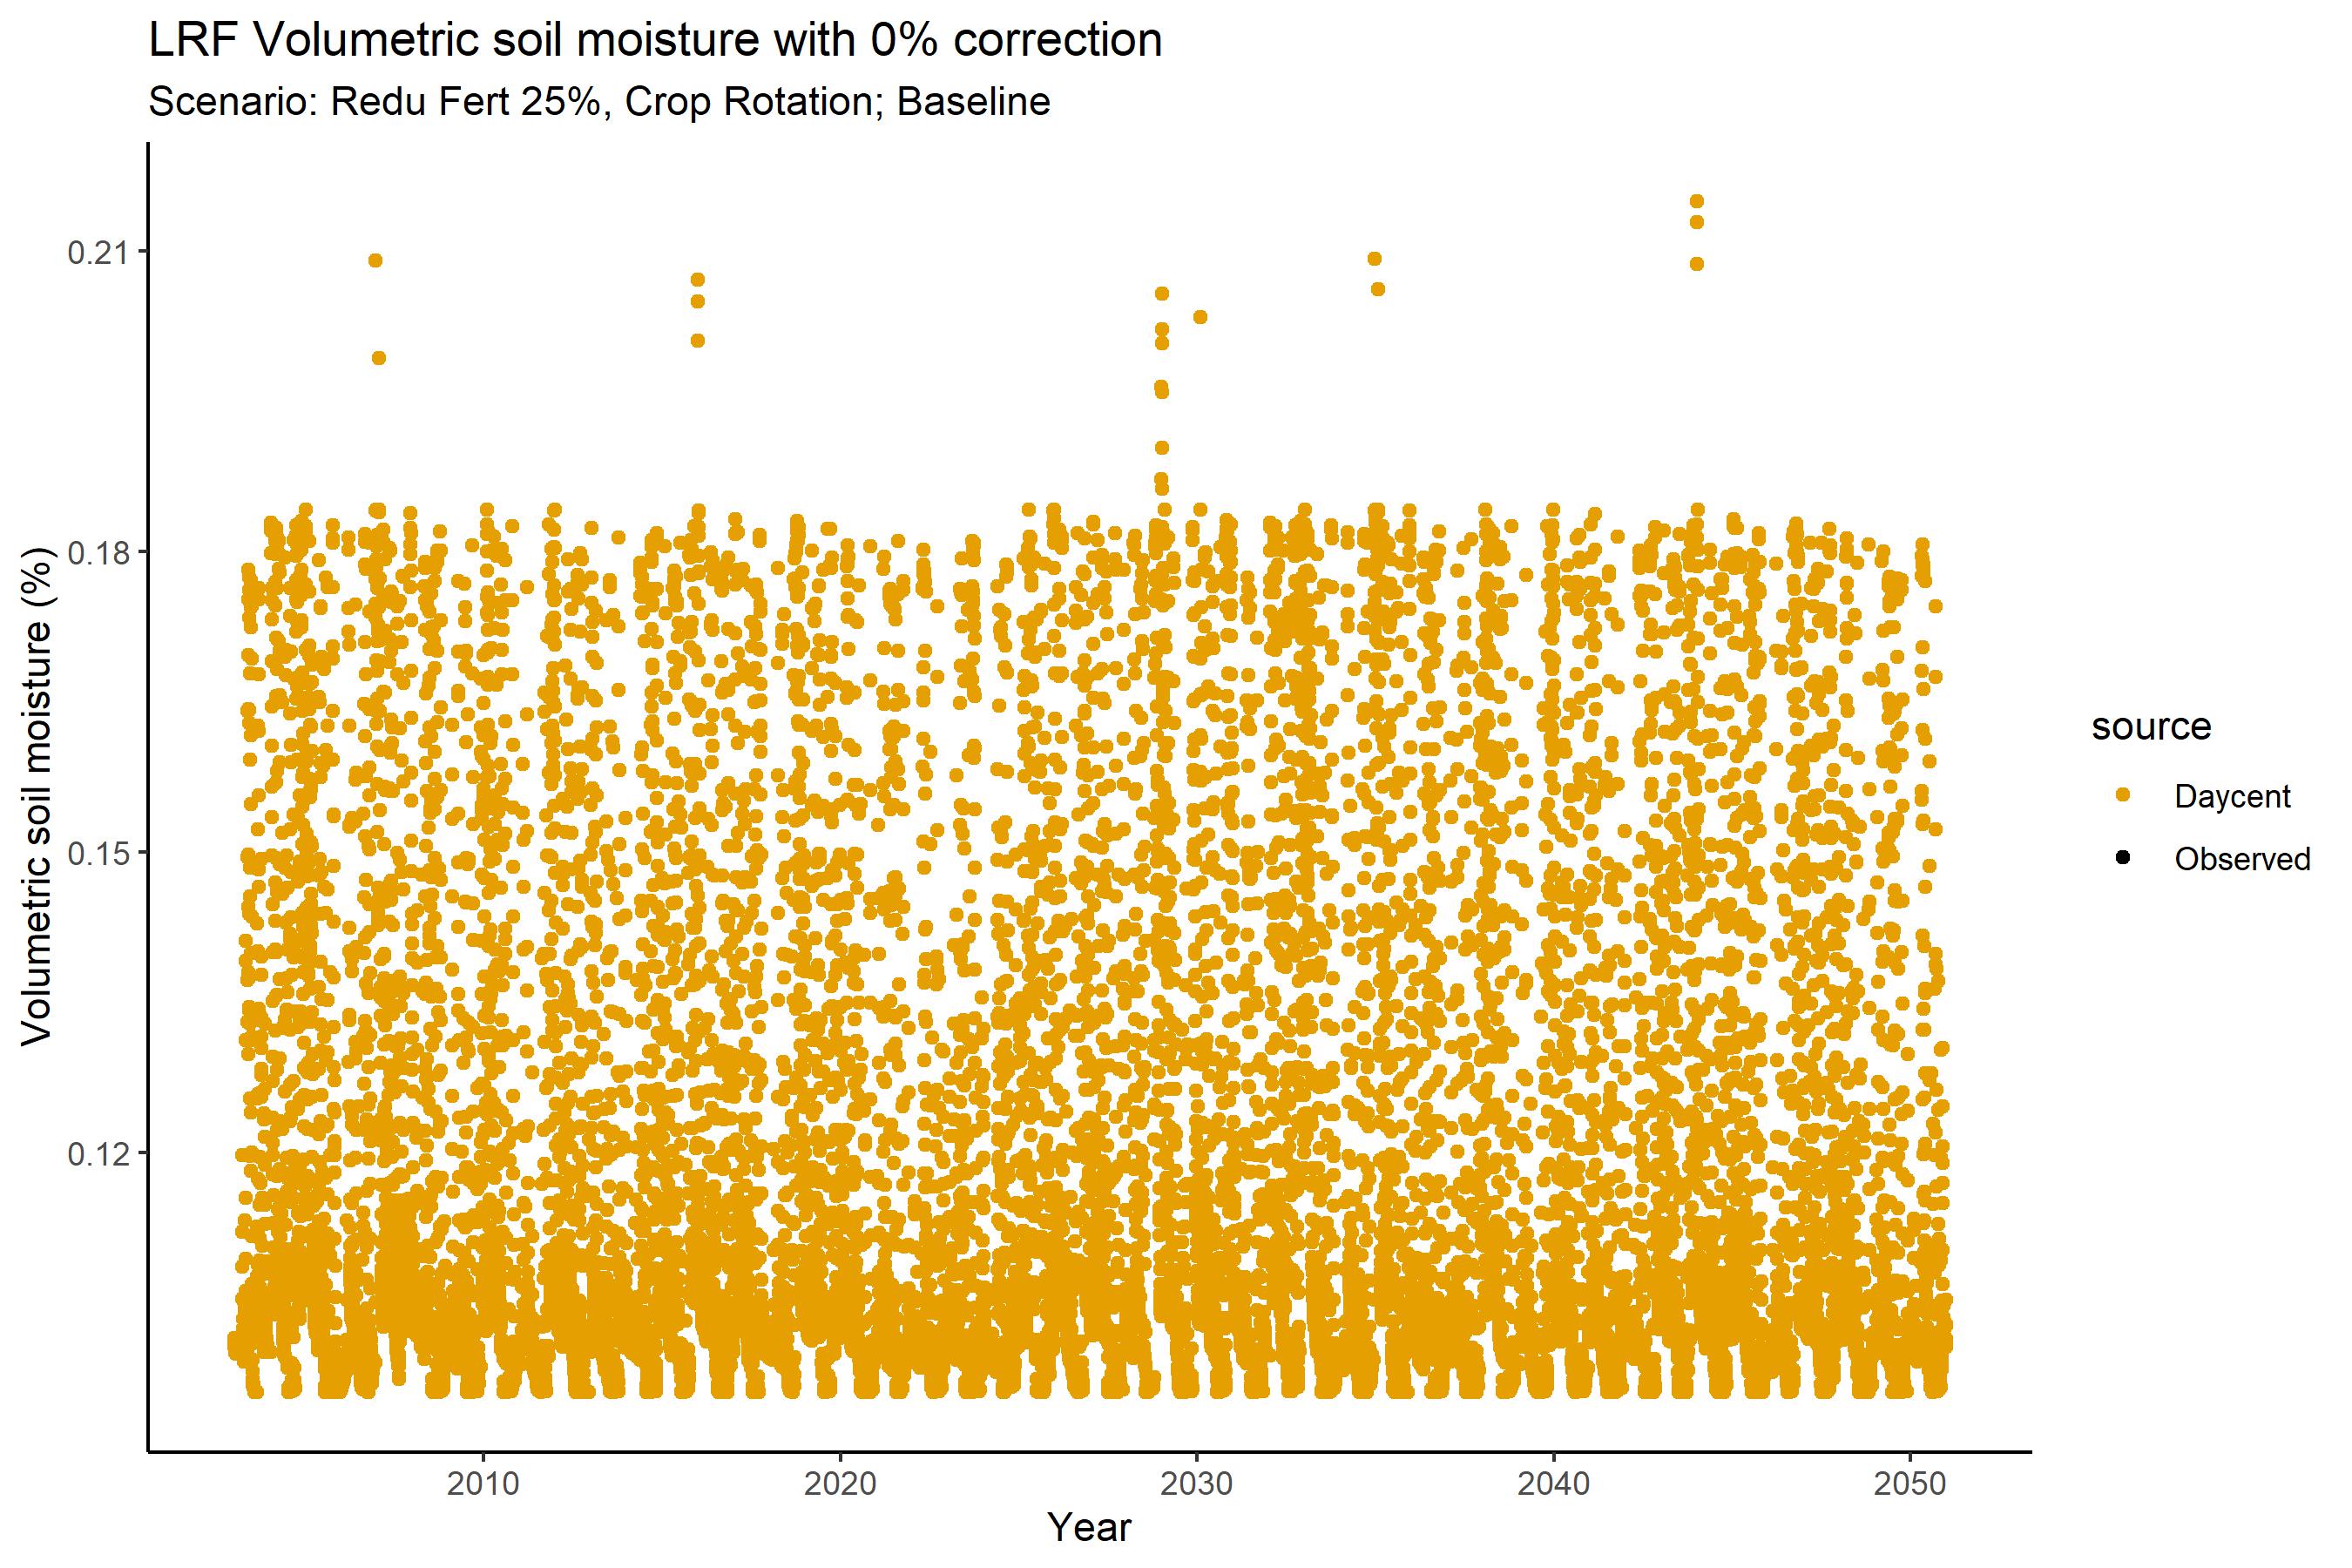 LRF Volumetric soil moisture with 0% correction
Scenario: Redu Fert 25%, Crop Rotation; Baseline
Volumetric soil moisture (%)
0.21
0.18
0.15
0.12
2010
2020
2030
2040
2050
Year
source
Daycent
Observed